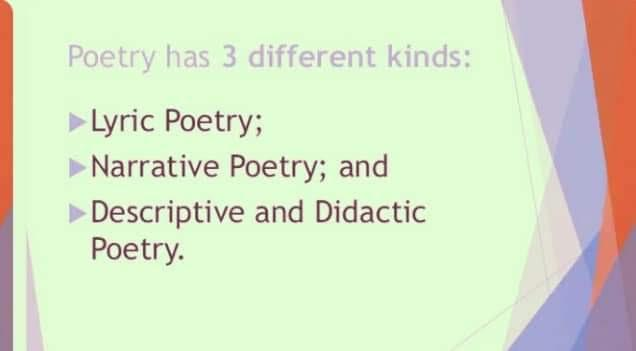 Poetry has 3 different kinds:
Lyric Poetry;
Narrative Poetry; and
Descriptive and Didactic
Poetry.